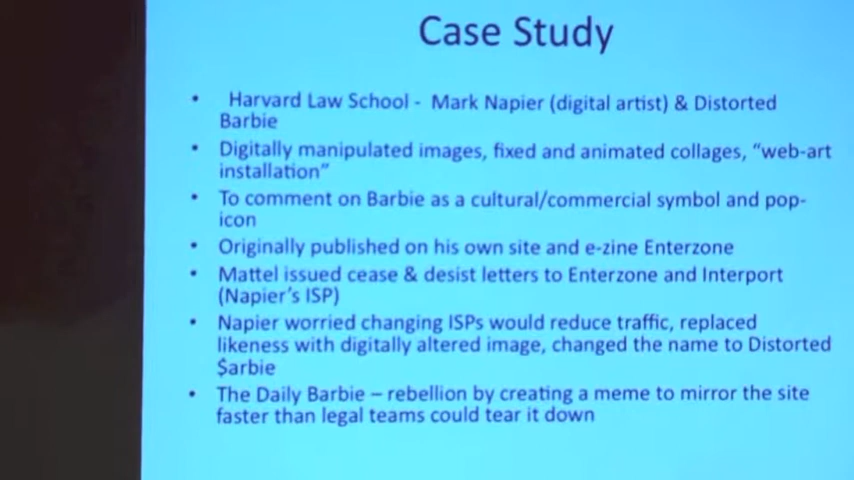 Case Study
• Harvard Law School - Mark Napier (digital artist) & Distorted
Barbie
• Digitally manipulated images, fixed and animated collages, “web-art
installation”
• To comment on Barbie as a cultural/commercial symbol and pop-
icon
• Originally published on his own site and e-zine Enterzone
• Mattel issued cease & desist letters to Enterzone and Interport
(Napier’s ISP)
• Napier worried changing ISPs would reduce traffic, replaced
likeness with digitally altered image, changed the name to Distorted
$arbie
• The Daily Barbie – rebellion by creating a meme to mirror the site
faster than legal teams could tear it down